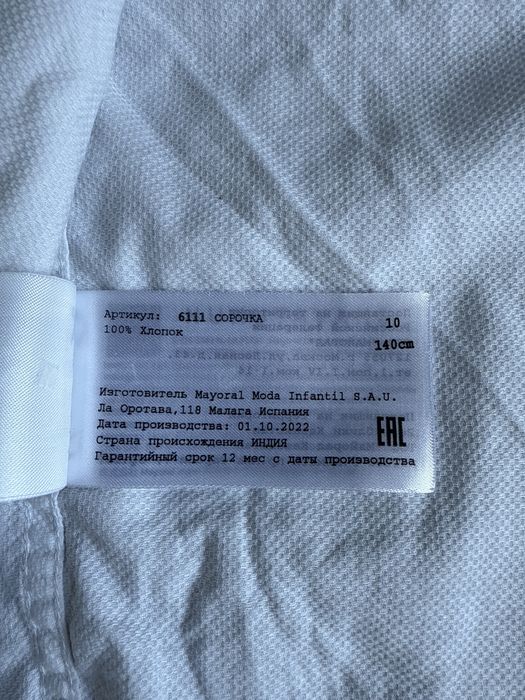 Артикул: 6111 СОРОЧКА 10
100% Хлопок
140cm
Изготовитель Mayoral Moda Infantil S.A.U.
Ла Оротава,118 Малага Испания
Дата производства: 01.10.2022
Страна происхождения ИНДИЯ
EAC
Гарантийный срок 12 мес с даты производства